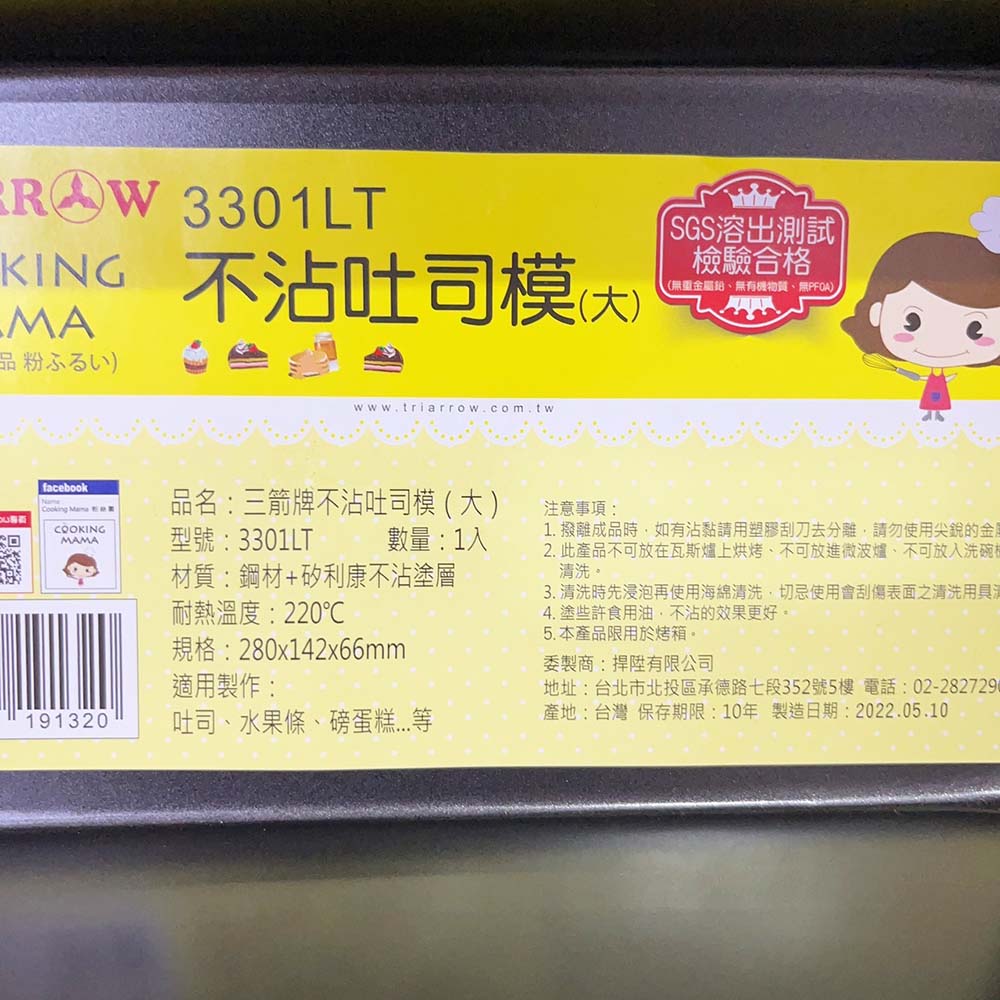 RROW 3301LT
KING
MA
品 粉ふるい)
不沾吐司模(大)
SGS溶出測試
檢驗合格
(無重金屬鉛、無有機物質、無PFOA)
www.triarrow.com.tw
facebook
Name
Cooking Mama 粉絲團
COOKING
MAMA
191320
品名：三箭牌不沾吐司模（大）
型號：3301LT 數量：1入
材質：鋼材+矽利康不沾塗層
耐熱溫度：220℃
規格：280x142x66mm
適用製作：
吐司、水果條、磅蛋糕...等
注意事項：
1. 撥離成品時，如有沾黏請用塑膠刮刀去分離，請勿使用尖銳的金
2. 此產品不可放在瓦斯爐上烘烤、不可放進微波爐、不可放入洗碗
清洗。
3. 清洗時先浸泡再使用海綿清洗，切忌使用會刮傷表面之清洗用具
4. 塗些許食用油，不沾的效果更好。
5. 本產品限用於烤箱。
委製商：捍陞有限公司
地址：台北市北投區承德路七段352號5樓 電話：02-2827290
產地：台灣 保存期限：10年 製造日期：2022.05.10